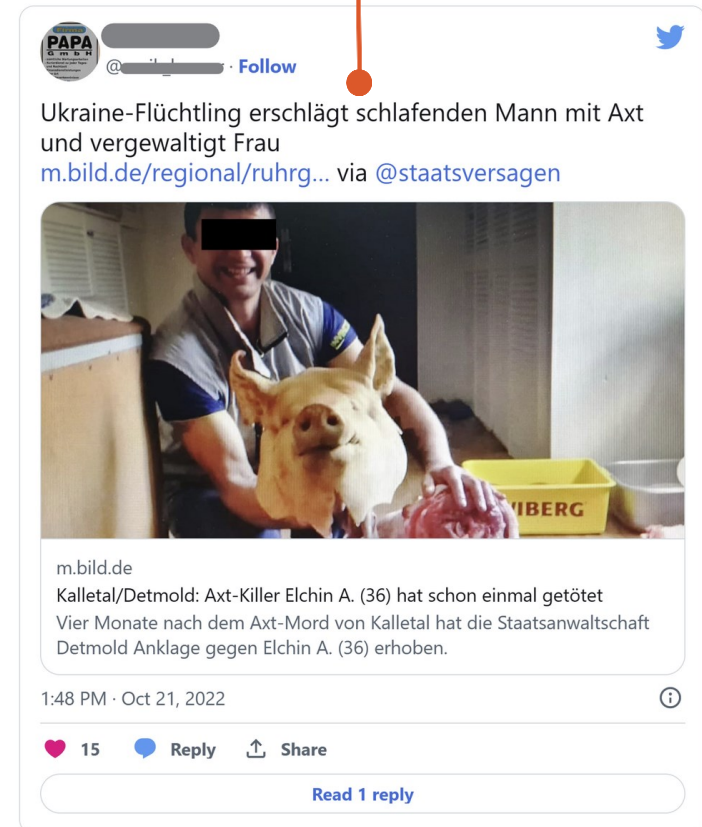 PAPA
G m b H
Follow
Ukraine-Flüchtling erschlägt schlafenden Mann mit Axt
und vergewaltigt Frau
m.bild.de/regional/ruhrg... via @staatsversagen
IBERG
m.bild.de
Kalletal/Detmold: Axt-Killer Elchin A. (36) hat schon einmal getötet
Vier Monate nach dem Axt-Mord von Kalletal hat die Staatsanwaltschaft
Detmold Anklage gegen Elchin A. (36) erhoben.
1:48 PM · Oct 21, 2022
15 Reply Share
Read 1 reply